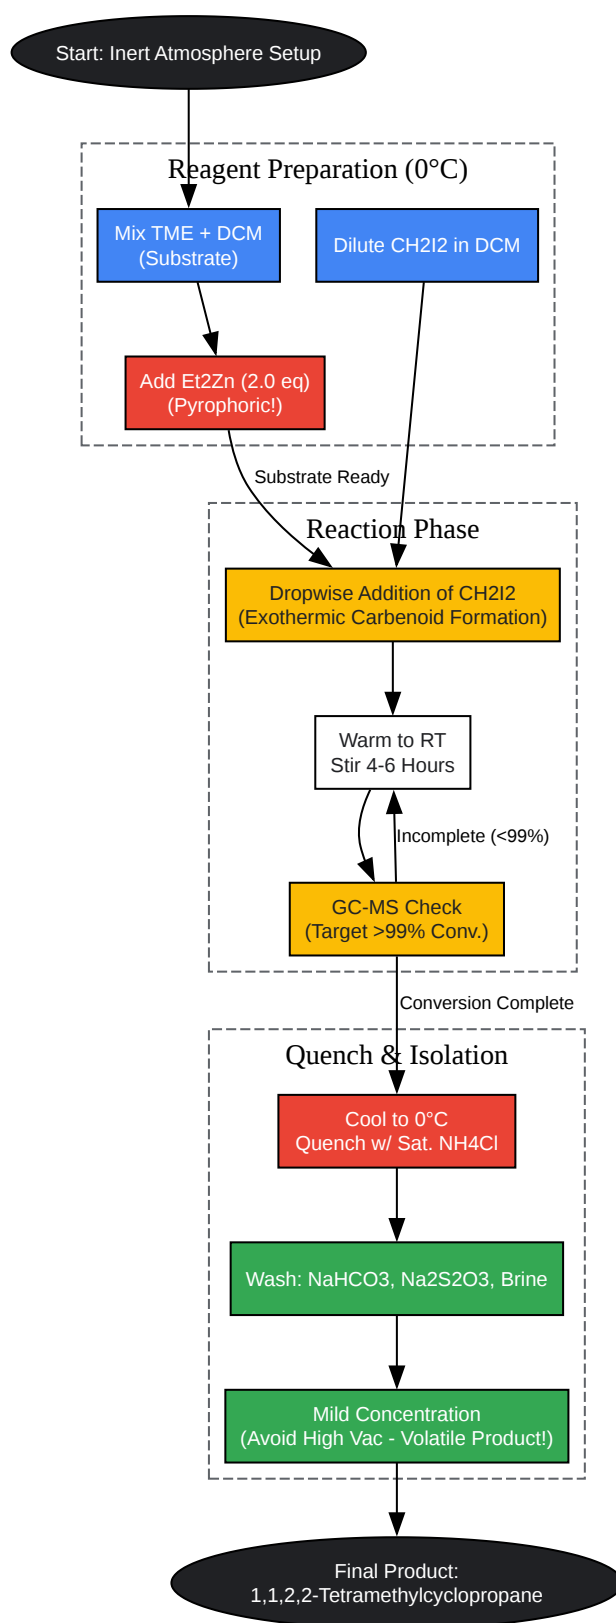 Start: Inert Atmosphere Setup
Reagent Preparation (0°C)
Mix TME + DCM
(Substrate)
Dilute CH2I2 in DCM
Add Et2Zn (2.0 eq)
(Pyrophoric!)
Substrate Ready
Reaction Phase
Dropwise Addition of CH2I2
(Exothermic Carbenoid Formation)
Warm to RT
Stir 4-6 Hours
Incomplete (<99%)
GC-MS Check
(Target >99% Conv.)
Conversion Complete
Quench & Isolation
Cool to 0°C
Quench w/ Sat. NH4Cl
Wash: NaHCO3, Na2S2O3, Brine
Mild Concentration
(Avoid High Vac - Volatile Product!)
Final Product:
1,1,2,2-Tetramethylcyclopropane